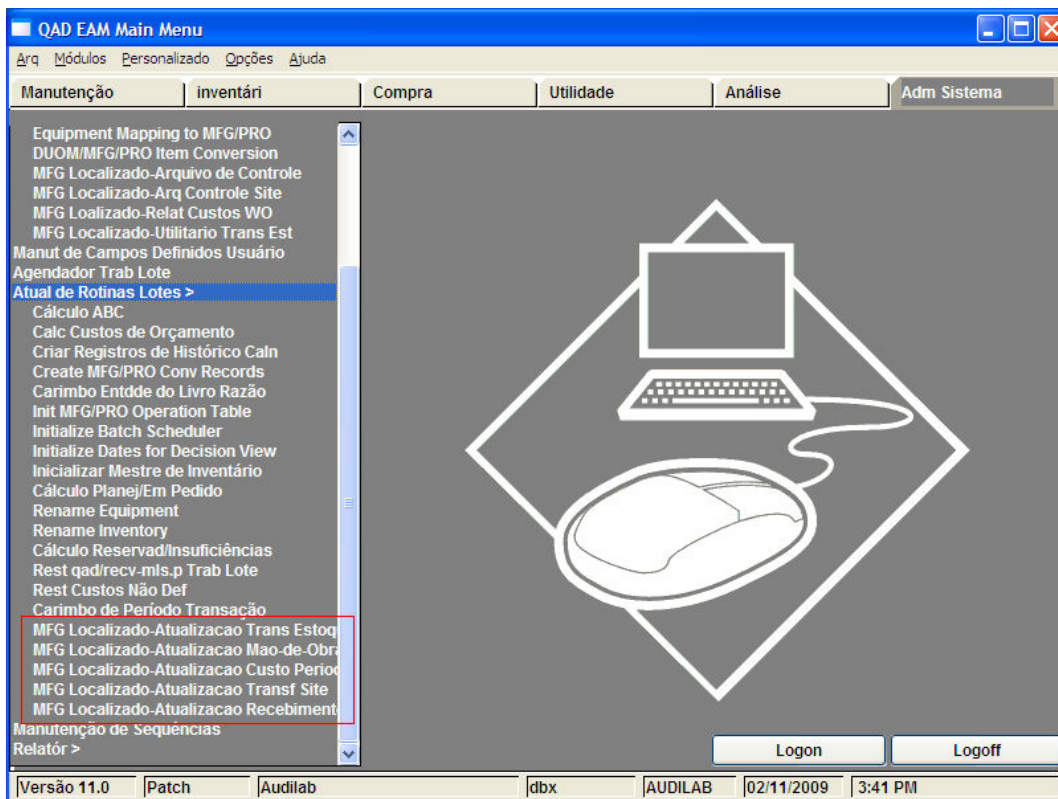 QAD EAM Main Menu
Arq Módulos Personalizado Opções Ajuda
Manutenção inventári Compra Utilidade Análise Adm Sistema
Equipment Mapping to MFG/PRO
DUOM/MFG/PRO Item Conversion
MFG Localizado-Arquivo de Controle
MFG Localizado-Arq Controle Site
MFG Loalizado-Relat Custos WO
MFG Localizado-Utilitario Trans Est
Manut de Campos Definidos Usuário
Agendador Trab Lote
Atual de Rotinas Lotes >
Cálculo ABC
Calc Custos de Orçamento
Criar Registros de Histórico Caln
Create MFG/PRO Conv Records
Carimbo Entdde do Livro Razão
Init MFG/PRO Operation Table
Initialize Batch Scheduler
Initialize Dates for Decision View
Inicializar Mestre de Inventário
Cálculo Planej/Em Pedido
Rename Equipment
Rename Inventory
Cálculo Reservad/Insuficiências
Rest qad/recv-mls.p Trab Lote
Rest Custos Não Def
Carimbo de Período Transação
MFG Localizado-Atualizacao Trans Estoqu
MFG Localizado-Atualizacao Mao-de-Obra
MFG Localizado-Atualizacao Custo Period
MFG Localizado-Atualizacao Transf Site
MFG Localizado-Atualizacao Recebimento
Manutenção de Sequências
Relatór >
Logon Logoff
Versão 11.0 Patch Audilab dbx AUDILAB 02/11/2009 3:41 PM